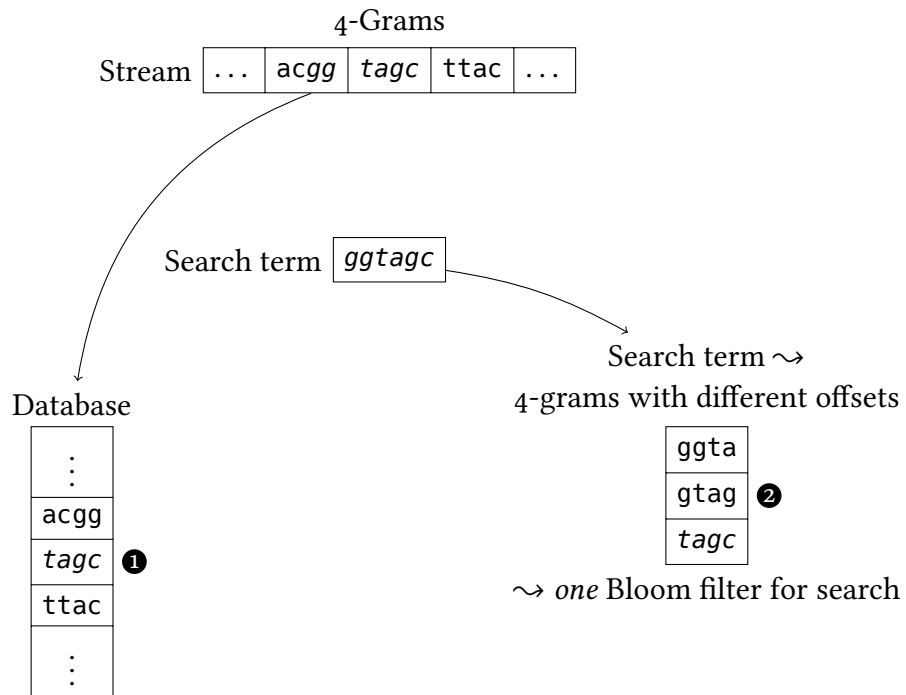 4-Grams
Stream ... acgg tagc ttac ...
Search term ggtagc
Search term ⤳
4-grams with different offsets
ggta
gtag ❷
tagc
⤳ one Bloom filter for search
Database
⋮
acgg
tagc ❶
ttac
⋮